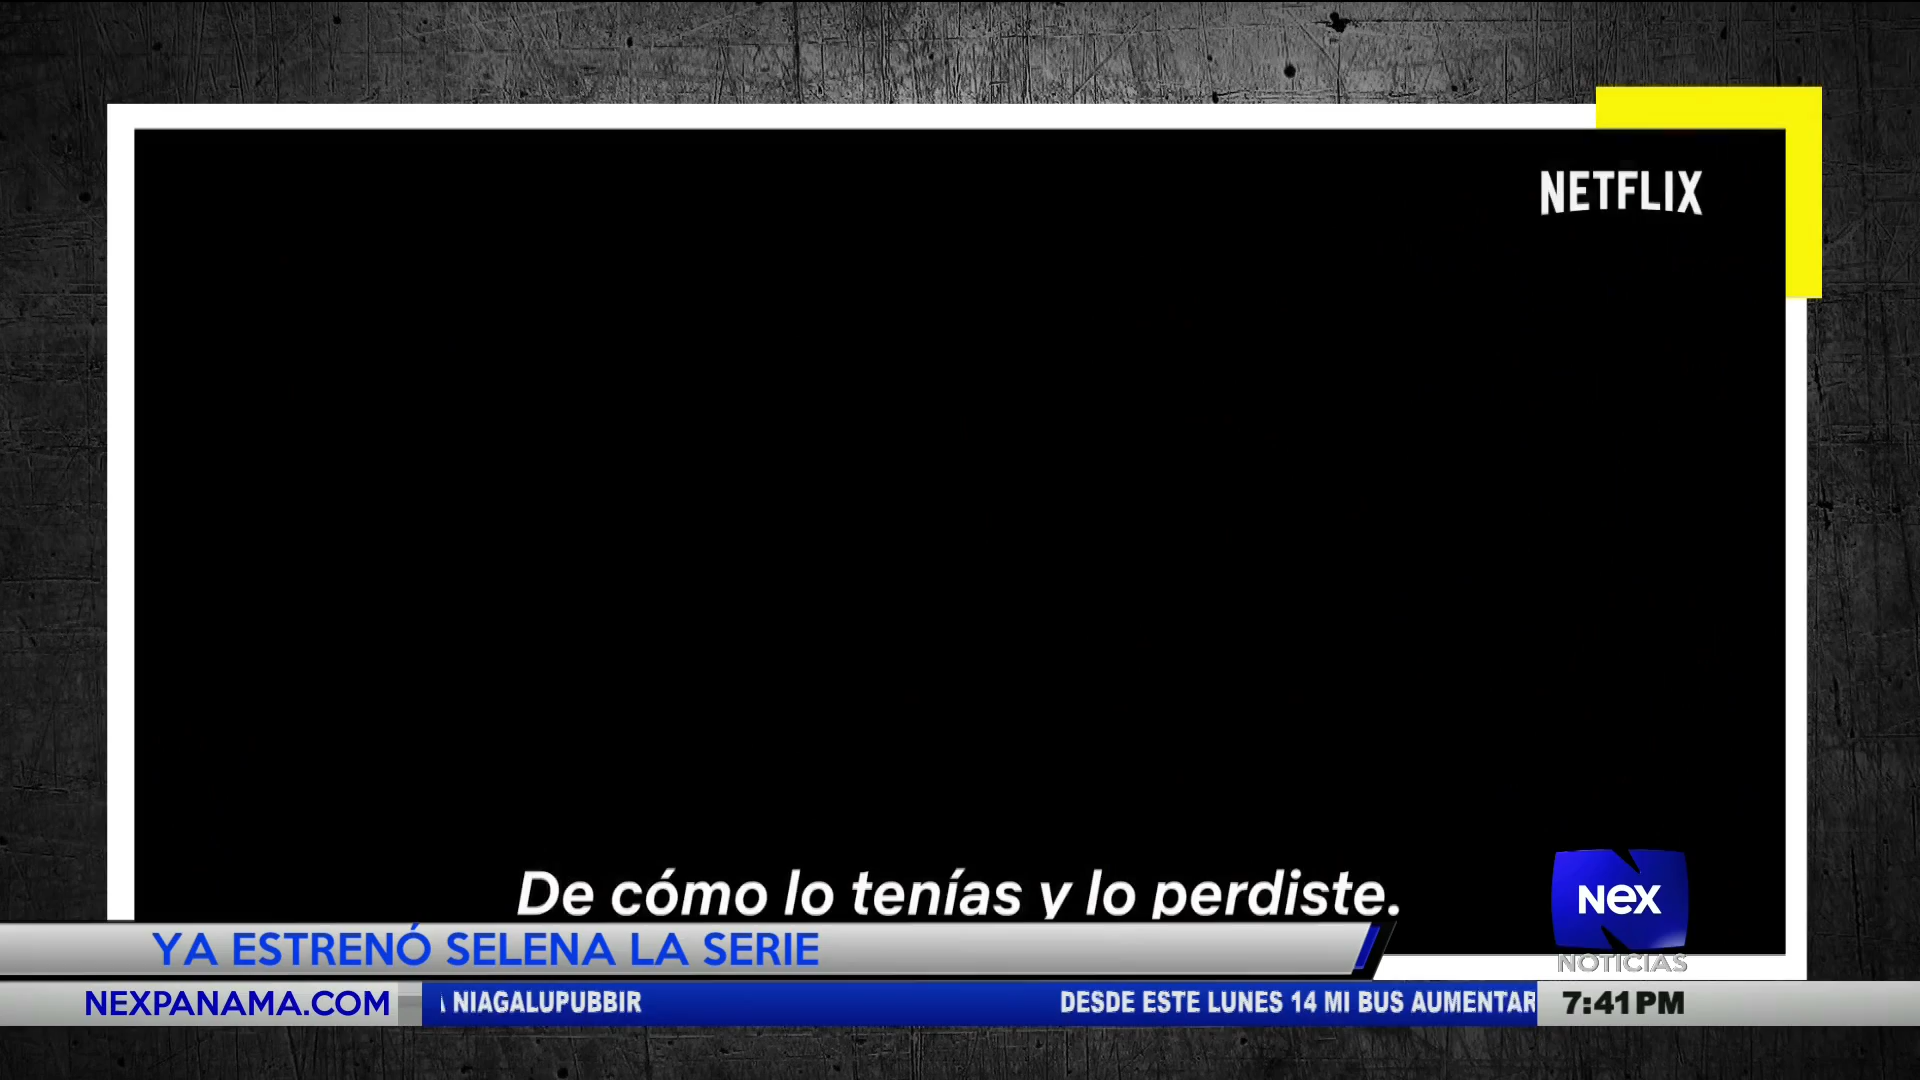 NETFLIX
De cómo lo tenías y lo perdiste.
nex
NOTICIAS
YA ESTRENÓ SELENA LA SERIE
NEXPANAMA.COM
NIAGALUPUBBIR
DESDE ESTE LUNES 14 MI BUS AUMENTAR
7:41 PM